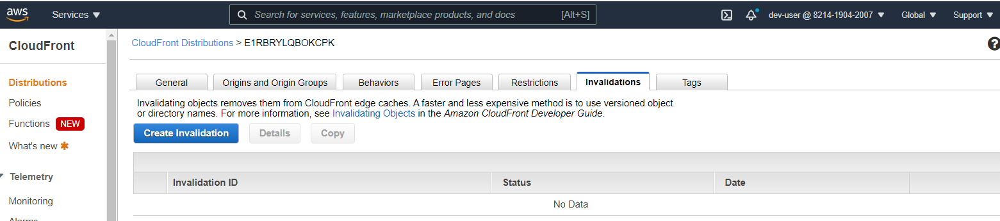 aws Services Search for services, features, marketplace products, and docs [Alt+S] dev-user @ 8214-1904-2007 Global Support
CloudFront
CloudFront Distributions > E1RBRYLQBOKCPK ?
Distributions
Policies
Functions NEW
What's new
Telemetry
Monitoring
Alarms
General Origins and Origin Groups Behaviors Error Pages Restrictions Invalidations Tags
Invalidating objects removes them from CloudFront edge caches. A faster and less expensive method is to use versioned object
or directory names. For more information, see Invalidating Objects in the Amazon CloudFront Developer Guide.
Create Invalidation Details Copy
Invalidation ID Status Date
No Data